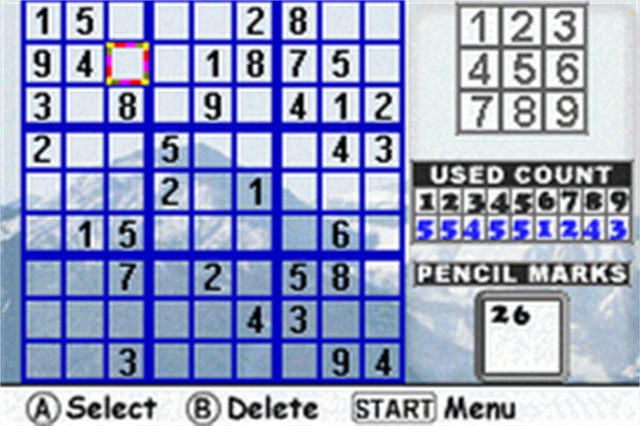 1 5 2 8
9 4 1 8 7 5
3 8 9 4 1 2
2 5 4 3
2 1
1 5 6
7 2 5 8
4 3
3 9 4
1 2 3
4 5 6
7 8 9
USED COUNT
1 2 3 4 5 6 7 8 9
5 5 4 5 5 1 2 4 3
PENCIL MARKS
26
A Select B Delete START Menu